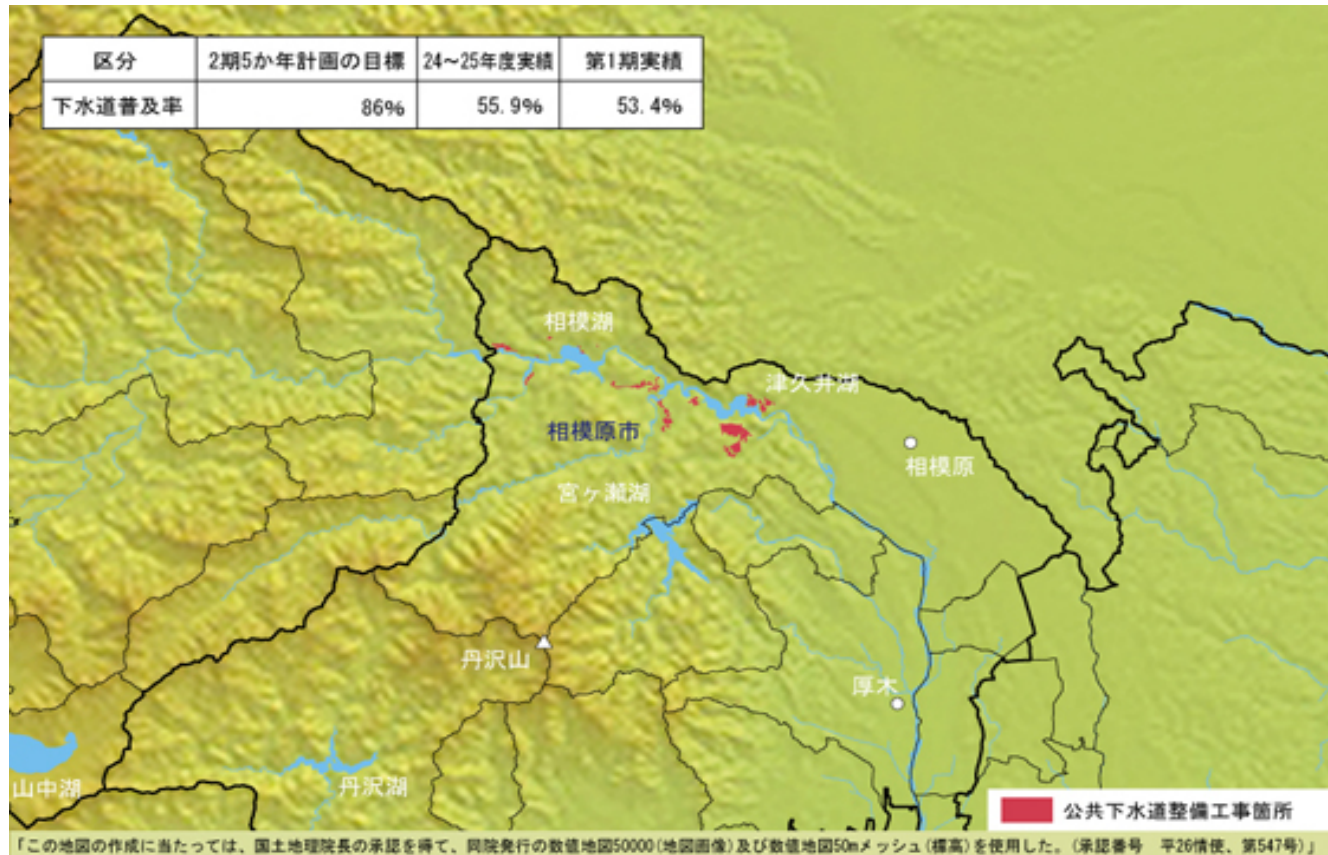 区分 2期5か年計画の目標 24～25年度実績 第1期実績
下水道普及率 86% 55.9% 53.4%
相模湖
津久井湖
相模原市
相模原
宮ヶ瀬湖
丹沢山
厚木
山中湖
丹沢湖
公共下水道整備工事箇所
「この地図の作成に当たっては、国土地理院長の承認を得て、同院発行の数値地図50000(地図画像)及び数値地図50mメッシュ(標高)を使用した。(承認番号 平26情使、第547号)」